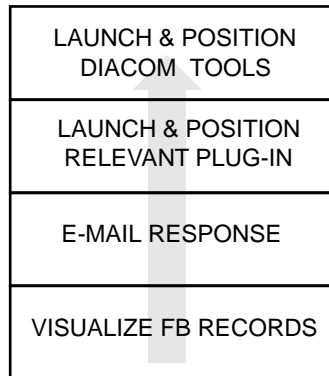 LAUNCH & POSITION
DIACOM TOOLS
LAUNCH & POSITION
RELEVANT PLUG-IN
E-MAIL RESPONSE
VISUALIZE FB RECORDS